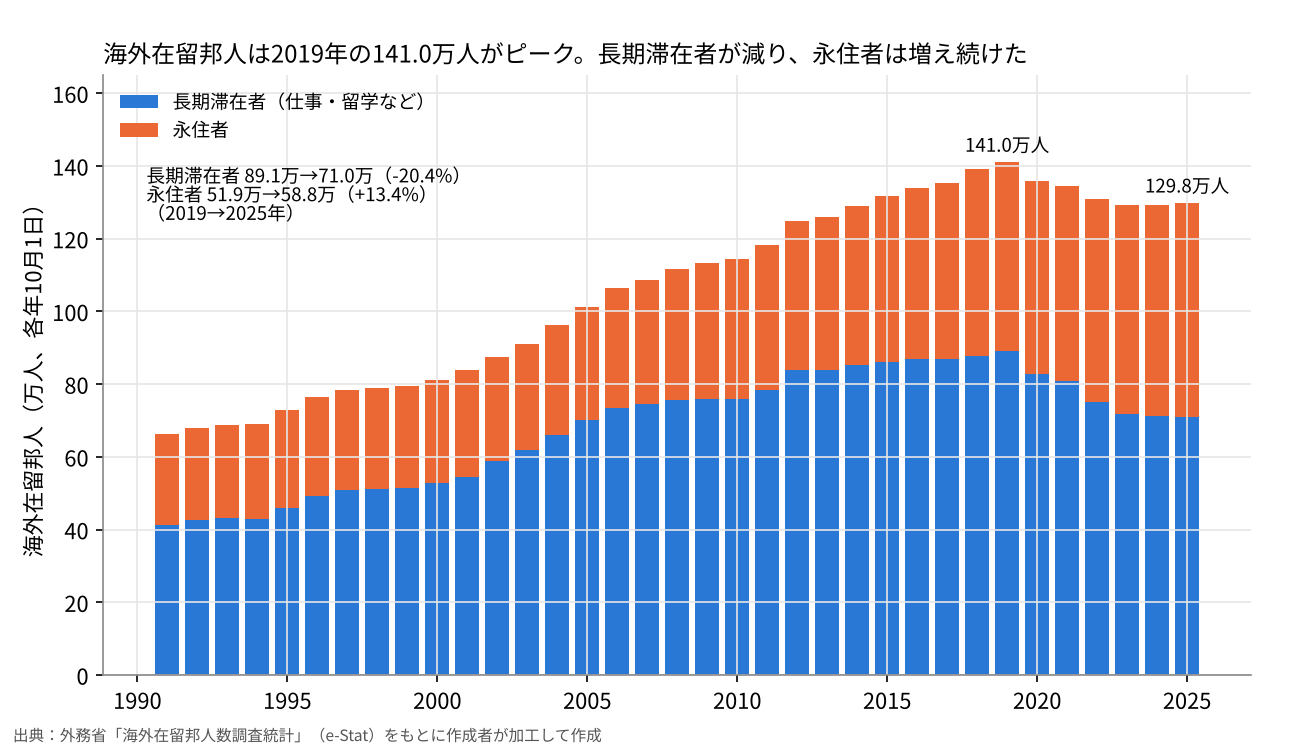 海外在留邦人は2019年の141.0万人がピーク。長期滞在者が減り、永住者は増え続けた
海外在留邦人（万人、各年10月1日）
160
140
120
100
80
60
40
20
0
長期滞在者（仕事・留学など）
永住者
長期滞在者 89.1万→71.0万（-20.4%）
永住者 51.9万→58.8万（+13.4%）
（2019→2025年）
141.0万人
129.8万人
1990
1995
2000
2005
2010
2015
2020
2025
出典：外務省「海外在留邦人数調査統計」（e-Stat）をもとに作成者が加工して作成